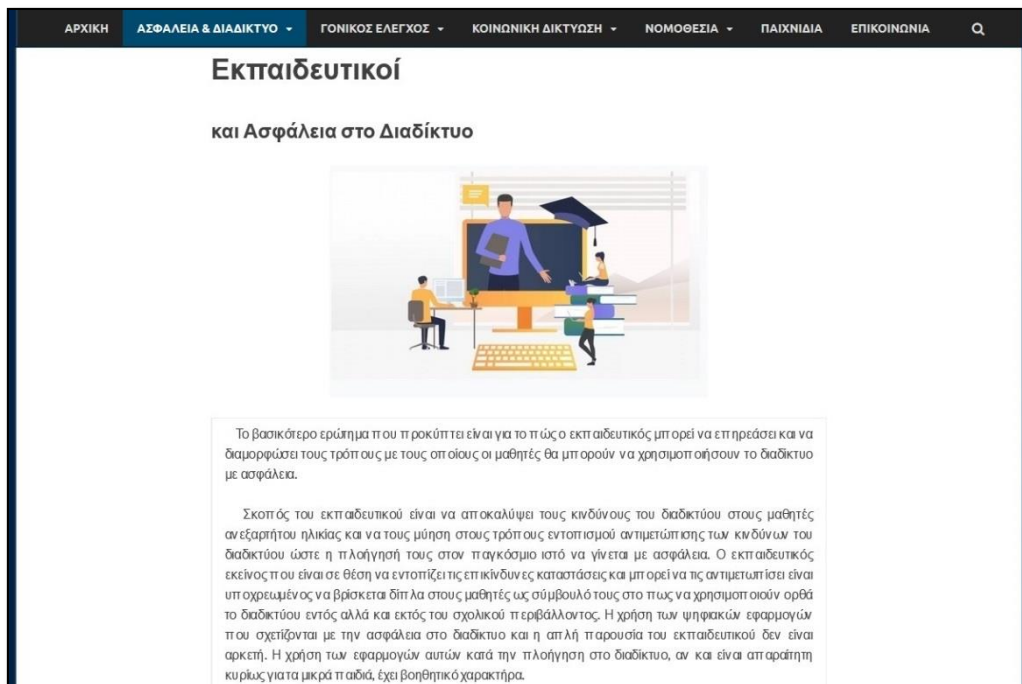 ΑΡΧΙΚΗ ΑΣΦΑΛΕΙΑ & ΔΙΑΔΙΚΤΥΟ ΓΟΝΙΚΟΣ ΕΛΕΓΧΟΣ ΚΟΙΝΩΝΙΚΗ ΔΙΚΤΥΩΣΗ ΝΟΜΟΘΕΣΙΑ ΠΑΙΧΝΙΔΙΑ ΕΠΙΚΟΙΝΩΝΙΑ
Εκπαιδευτικοί
και Ασφάλεια στο Διαδίκτυο
Το βασικότερο ερώτημα που προκύπτει είναι για το πώς ο εκπαιδευτικός μπορεί να επηρεάσει και να
διαμορφώσει τους τρόπους με τους οποίους οι μαθητές θα μπορούν να χρησιμοποιήσουν το διαδίκτυο
με ασφάλεια.
Σκοπός του εκπαιδευτικού είναι να αποκαλύψει τους κινδύνους του διαδικτύου στους μαθητές
ανεξαρτήτου ηλικίας και να τους μύηση στους τρόπους εντοπισμού αντιμετώπισης των κινδύνων του
διαδικτύου ώστε η πλοήγησή τους στον παγκόσμιο ιστό να γίνεται με ασφάλεια. Ο εκπαιδευτικός
εκείνος που είναι σε θέση να εντοπίζει τις επικίνδυνες καταστάσεις και μπορεί να τις αντιμετωπίσει είναι
υποχρεωμένος να βρίσκεται δίπλα στους μαθητές ως σύμβουλό τους στο πως να χρησιμοποιούν ορθά
το διαδικτύου εντός αλλά και εκτός του σχολικού περιβάλλοντος. Η χρήση των ψηφιακών εφαρμογών
που σχετίζονται με την ασφάλεια στο διαδίκτυο και η απλή παρουσία του εκπαιδευτικού δεν είναι
αρκετή. Η χρήση των εφαρμογών αυτών κατά την πλοήγηση στο διαδίκτυο, αν και είναι απαραίτητη
κυρίως για τα μικρά παιδιά, έχει βοηθητικό χαρακτήρα.